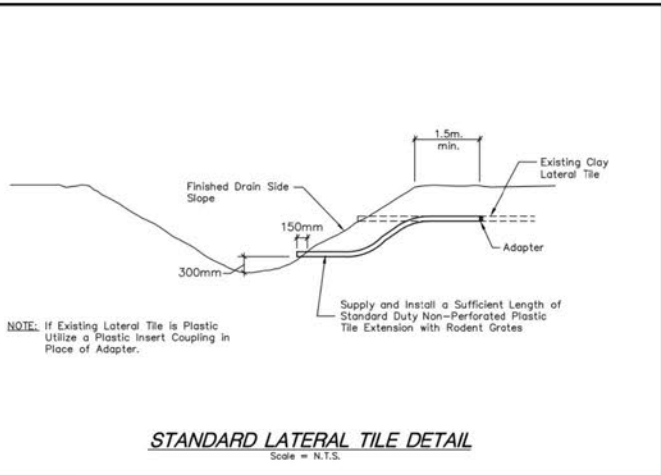 1.5m.
min.
Existing Clay
Lateral Tile
Finished Drain Side
Slope
150mm
Adapter
300mm
Supply and Install a Sufficient Length of
Standard Duty Non-Perforated Plastic
Tile Extension with Rodent Grates
NOTE: If Existing Lateral Tile is Plastic
Utilize a Plastic Insert Coupling in
Place of Adapter.
STANDARD LATERAL TILE DETAIL
Scale = N.T.S.